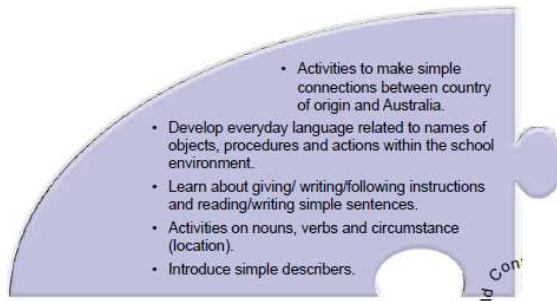 • Activities to make simple
connections between country
of origin and Australia.
• Develop everyday language related to names of
objects, procedures and actions within the school
environment.
• Learn about giving/ writing/following instructions
and reading/writing simple sentences.
• Activities on nouns, verbs and circumstance
(location).
• Introduce simple describers.